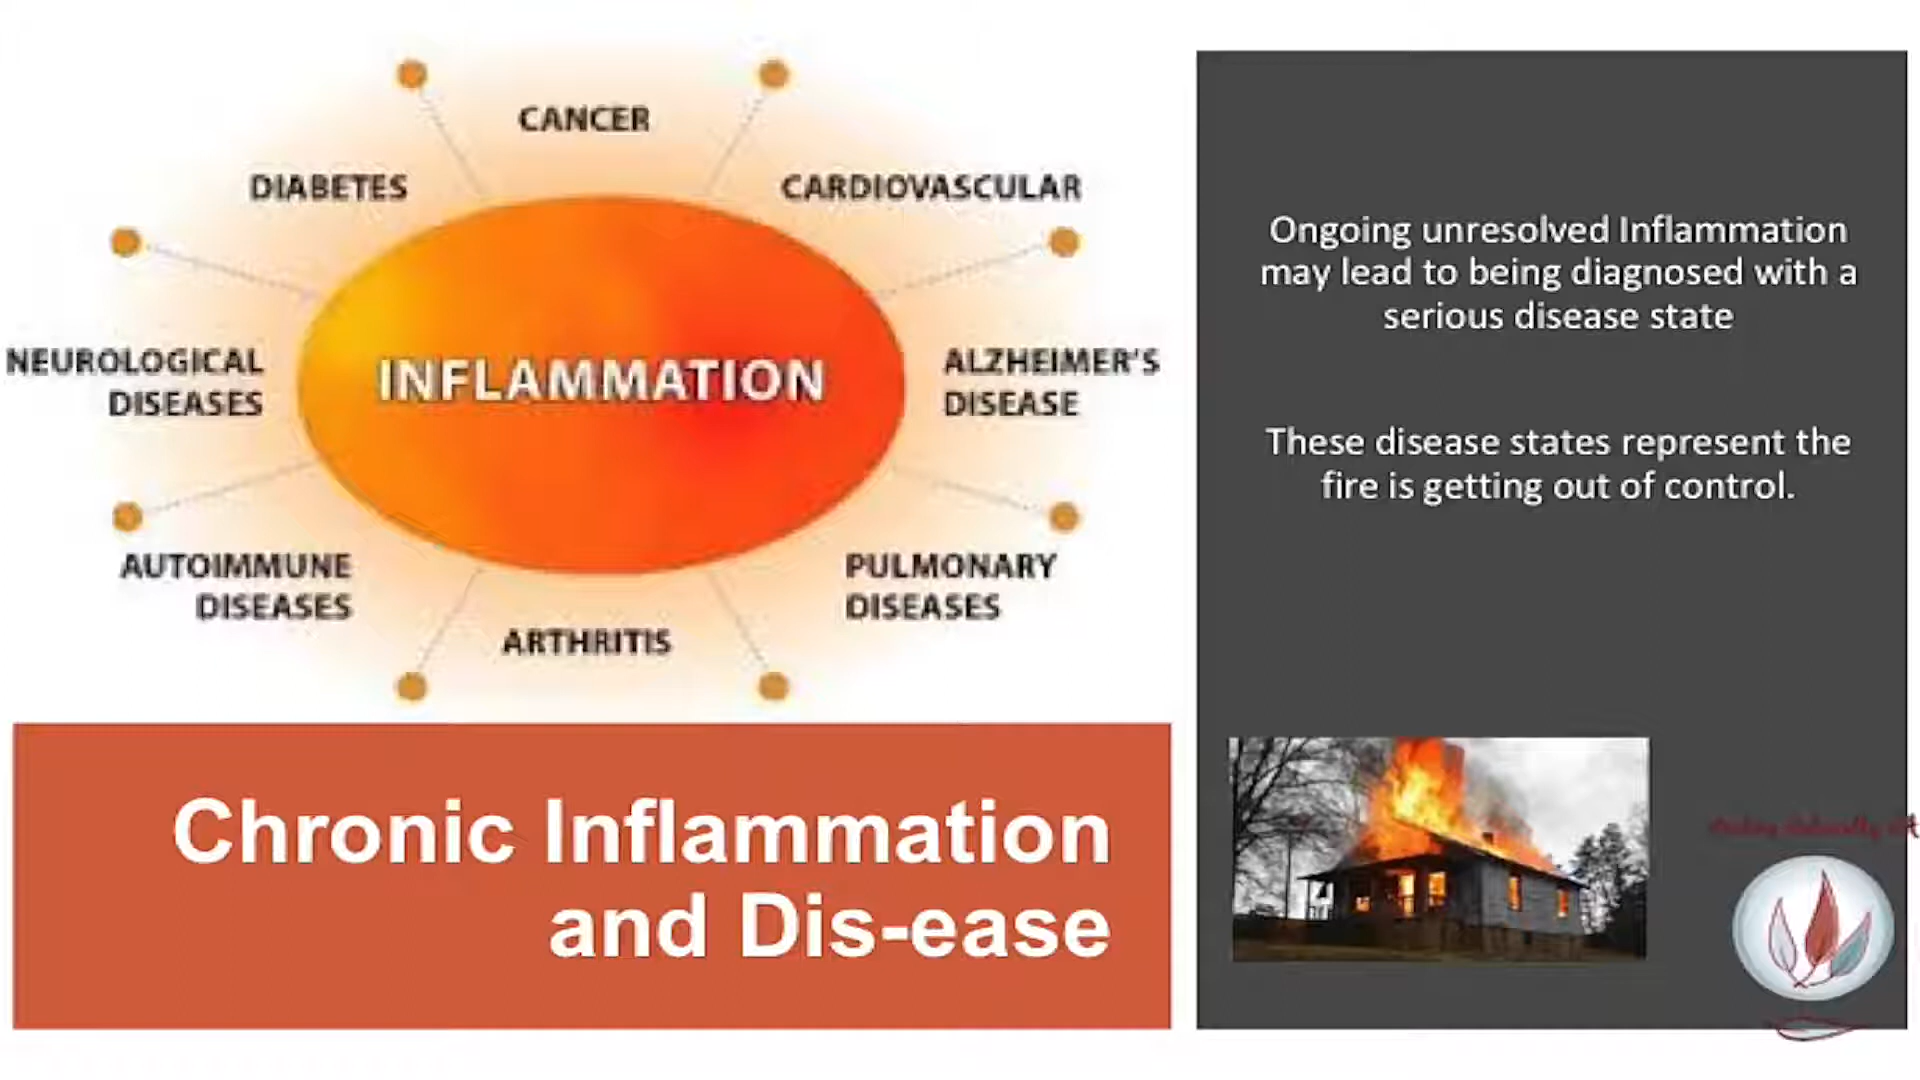 CANCER
DIABETES
CARDIOVASCULAR
NEUROLOGICAL
DISEASES
INFLAMMATION
ALZHEIMER'S
DISEASE
AUTOIMMUNE
DISEASES
PULMONARY
DISEASES
ARTHRITIS
Chronic Inflammation
and Dis-ease
Ongoing unresolved Inflammation
may lead to being diagnosed with a
serious disease state
These disease states represent the
fire is getting out of control.